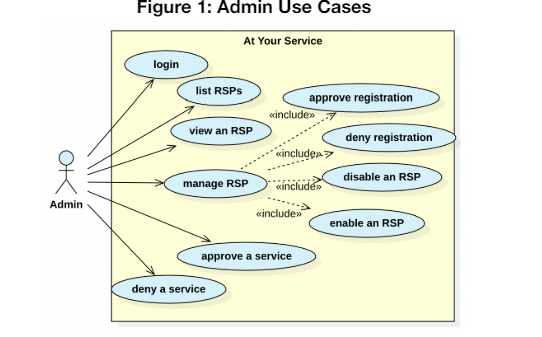 Figure 1: Admin Use Cases
At Your Service
login
list RSPs
approve registration
«include»
view an RSP
deny registration
«include»
Admin
manage RSP
disable an RSP
«include»
«include»
enable an RSP
approve a service
deny a service